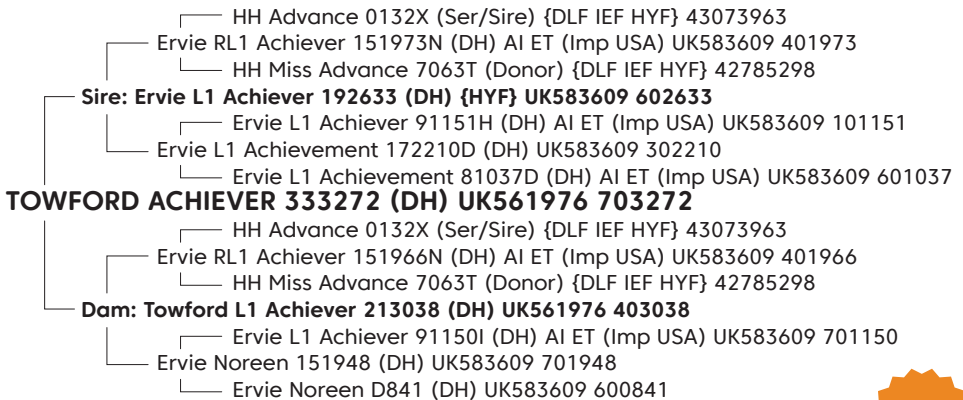 HH Advance 0132X (Ser/Sire) {DLF IEF HYF} 43073963
Ervie RL1 Achiever 151973N (DH) AI ET (Imp USA) UK583609 401973
HH Miss Advance 7063T (Donor) {DLF IEF HYF} 42785298
Sire: Ervie L1 Achiever 192633 (DH) {HYF} UK583609 602633
Ervie L1 Achiever 91151H (DH) AI ET (Imp USA) UK583609 101151
Ervie L1 Achievement 172210D (DH) UK583609 302210
Ervie L1 Achievement 81037D (DH) AI ET (Imp USA) UK583609 601037
TOWFORD ACHIEVER 333272 (DH) UK561976 703272
HH Advance 0132X (Ser/Sire) {DLF IEF HYF} 43073963
Ervie RL1 Achiever 151966N (DH) AI ET (Imp USA) UK583609 401966
HH Miss Advance 7063T (Donor) {DLF IEF HYF} 42785298
Dam: Towford L1 Achiever 213038 (DH) UK561976 403038
Ervie L1 Achiever 91150I (DH) AI ET (Imp USA) UK583609 701150
Ervie Noreen 151948 (DH) UK583609 701948
Ervie Noreen D841 (DH) UK583609 600841